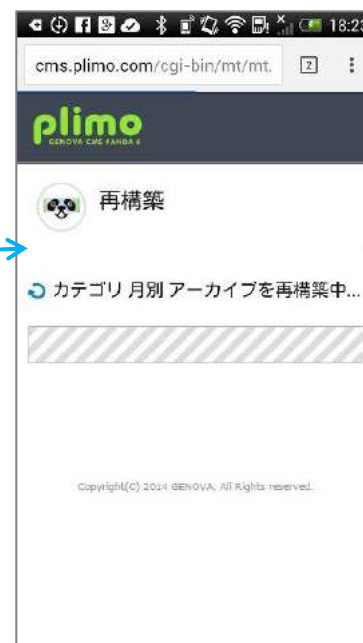 18:23
cms.plimo.com/cgi-bin/mt/mt.
2
plimo
GENOVA CMS PANDA 6
再構築
カテゴリ 月別 アーカイブを再構築中...
Copyright(C) 2014 GENOVA. All Rights reserved.